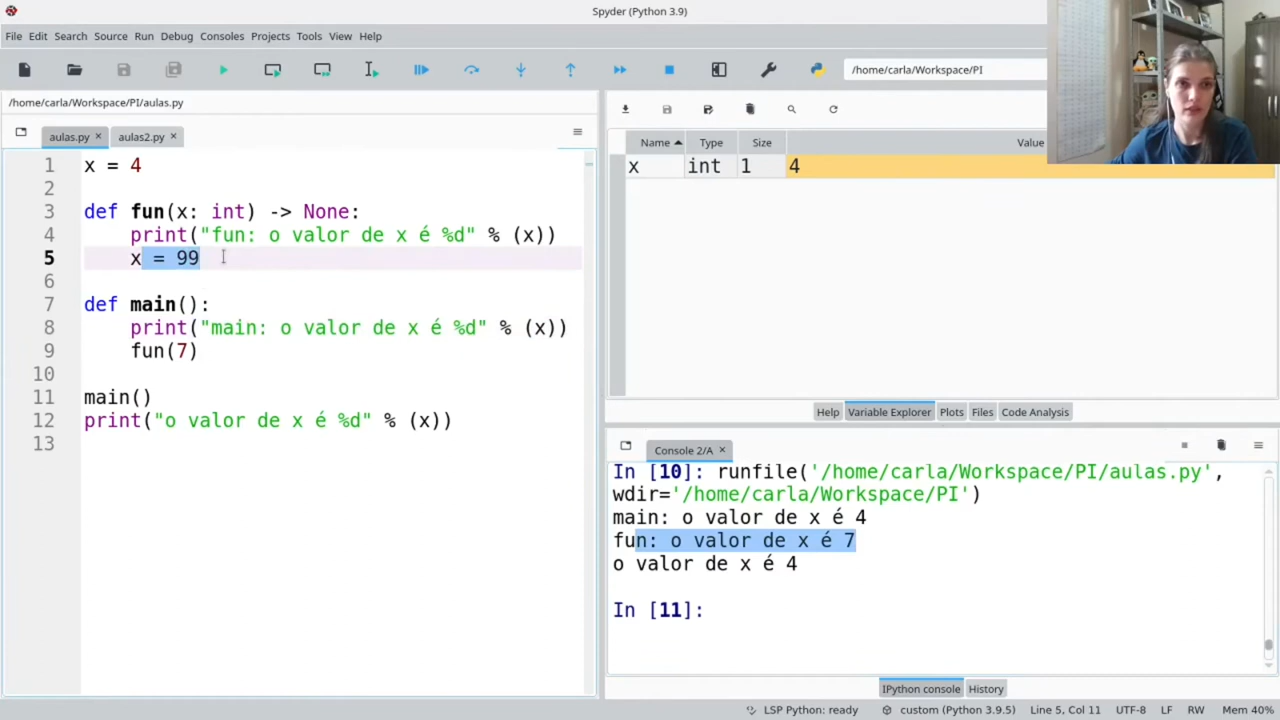 Spyder (Python 3.9)
File Edit Search Source Run Debug Consoles Projects Tools View Help
/home/carla/Workspace/PI
/home/carla/Workspace/PI/aulas.py
aulas.py aulas2.py
1 x = 4
2
3 def fun(x: int) -> None:
4 print("fun: o valor de x é %d" % (x))
5 x = 99
6
7 def main():
8 print("main: o valor de x é %d" % (x))
9 fun(7)
10
11 main()
12 print("o valor de x é %d" % (x))
13
Name Type Size Value
x int 1 4
Help Variable Explorer Plots Files Code Analysis
Console 2/A
In [10]: runfile('/home/carla/Workspace/PI/aulas.py',
wdir='/home/carla/Workspace/PI')
main: o valor de x é 4
fun: o valor de x é 7
o valor de x é 4
In [11]:
IPython console History
LSP Python: ready custom (Python 3.9.5) Line 5, Col 11 UTF-8 LF RW Mem 40%